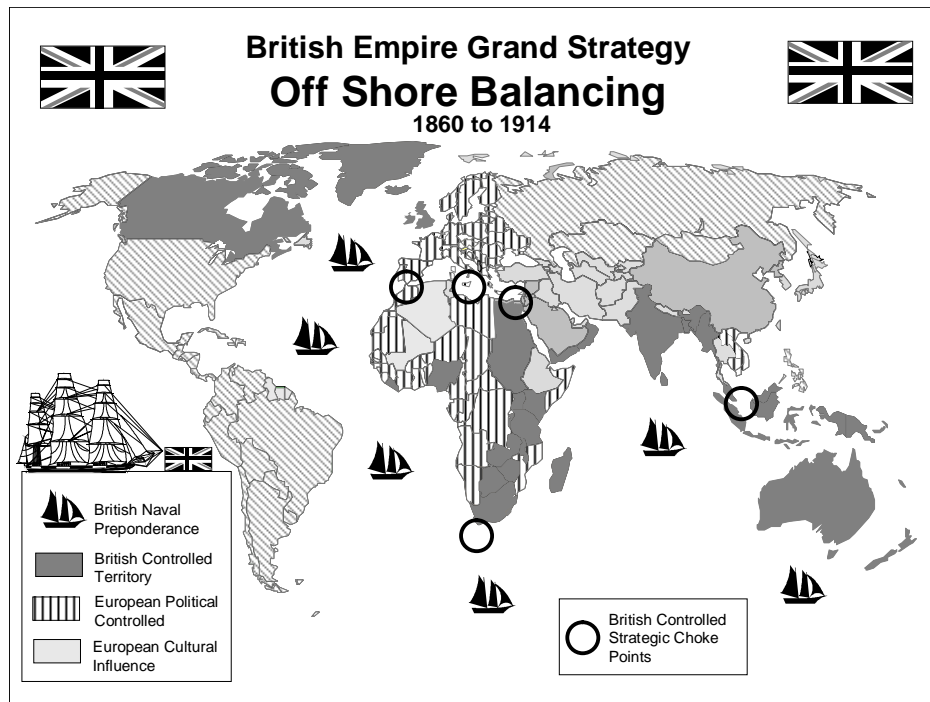 British Empire Grand Strategy
Off Shore Balancing
1860 to 1914
British Naval
Preponderance
British Controlled
Territory
European Political
Controlled
European Cultural
Influence
British Controlled
Strategic Choke
Points